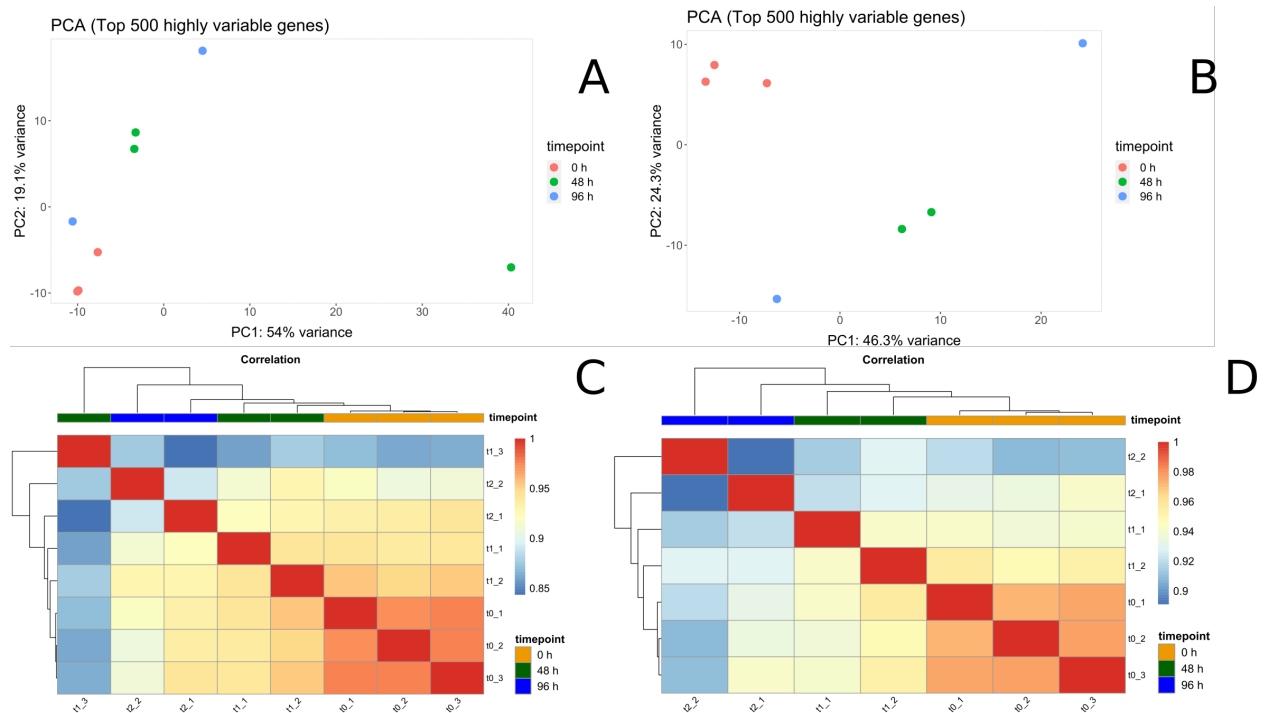 PCA (Top 500 highly variable genes)
A
PC2: 19.1% variance
10
0
-10
-10
0
10
20
30
40
PC1: 54% variance
timepoint
0 h
48 h
96 h
PCA (Top 500 highly variable genes)
B
PC2: 24.3% variance
10
0
-10
-10
0
10
20
PC1: 46.3% variance
timepoint
0 h
48 h
96 h
Correlation
C
timepoint
t1_3
t2_2
t2_1
t1_1
t1_2
t0_1
t0_2
t0_3
t1_3
t2_2
t2_1
t1_1
t1_2
t0_1
t0_2
t0_3
1
0.95
0.9
0.85
timepoint
0 h
48 h
96 h
Correlation
D
timepoint
t2_2
t2_1
t1_1
t1_2
t0_1
t0_2
t0_3
t2_2
t2_1
t1_1
t1_2
t0_1
t0_2
t0_3
1
0.98
0.96
0.94
0.92
0.9
timepoint
0 h
48 h
96 h